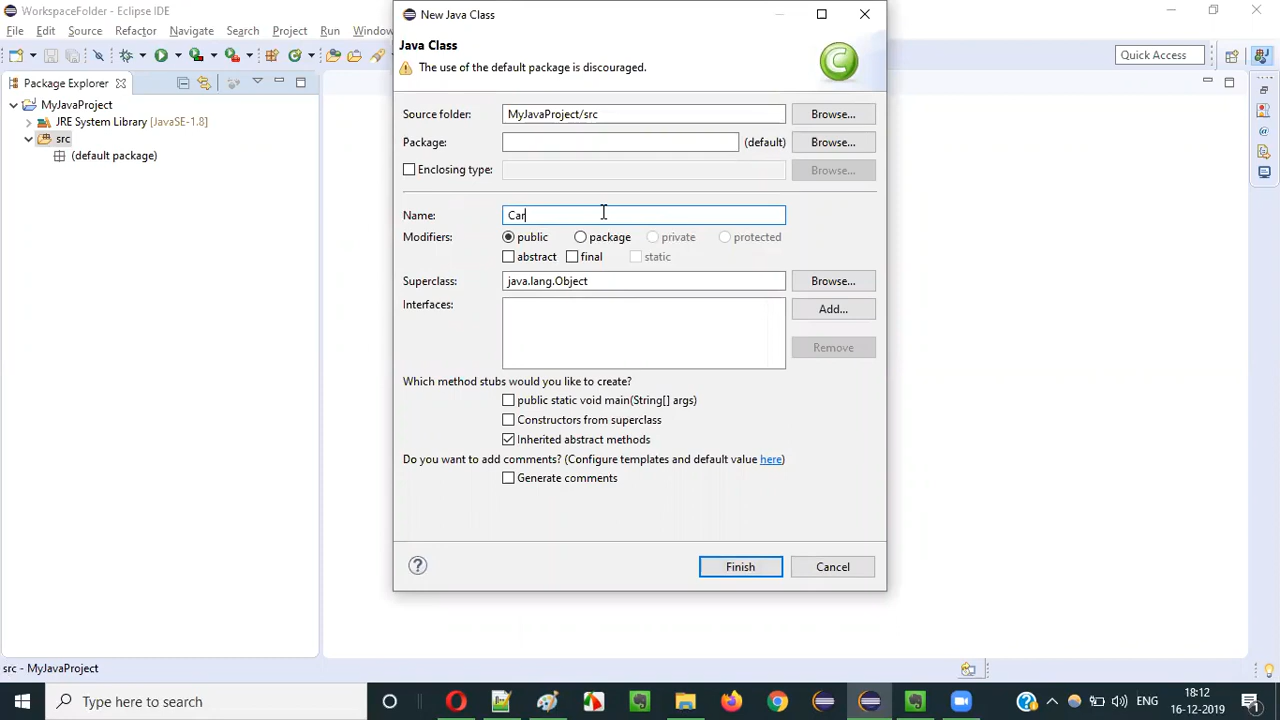 WorkspaceFolder - Eclipse IDE
File Edit Source Refactor Navigate Search Project Run Window
Quick Access
Package Explorer
MyJavaProject
JRE System Library [JavaSE-1.8]
src
(default package)
New Java Class
Java Class
The use of the default package is discouraged.
Source folder: MyJavaProject/src Browse...
Package: (default) Browse...
Enclosing type: Browse...
Name: Car
Modifiers: public package private protected
abstract final static
Superclass: java.lang.Object Browse...
Interfaces: Add...
Remove
Which method stubs would you like to create?
public static void main(String[] args)
Constructors from superclass
Inherited abstract methods
Do you want to add comments? (Configure templates and default value here)
Generate comments
Finish Cancel
src - MyJavaProject
Type here to search
ENG
18:12
16-12-2019